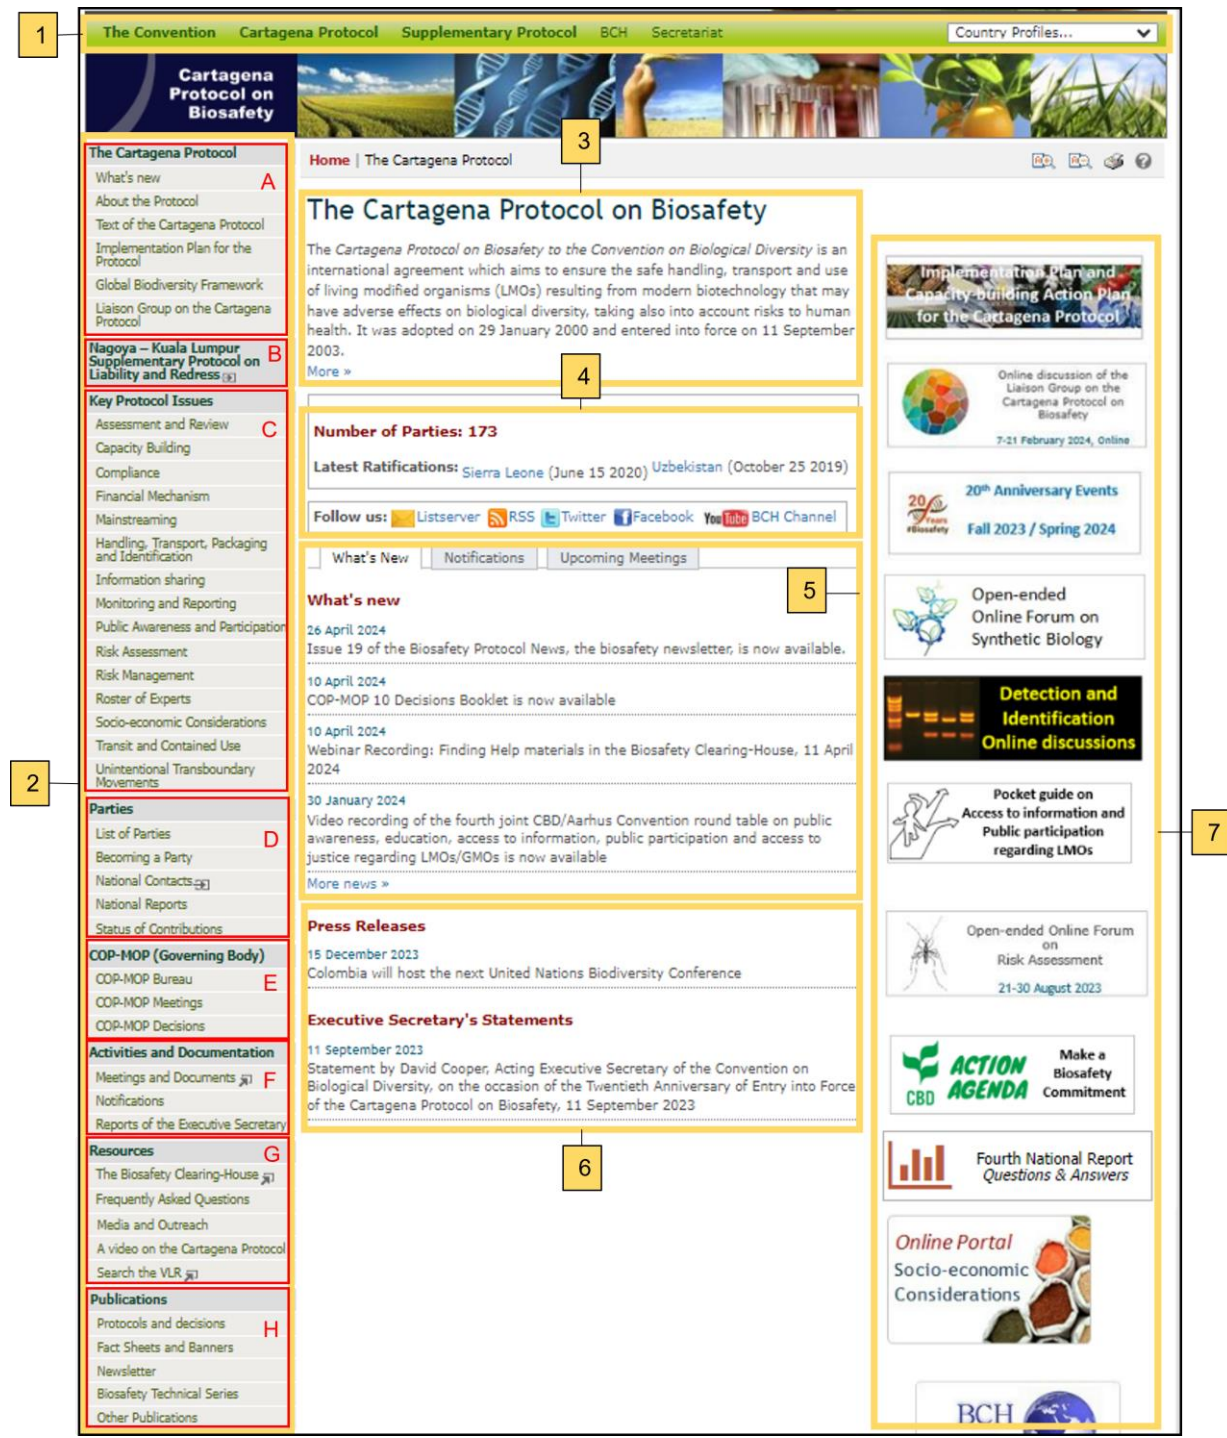 1
The Convention Cartagena Protocol Supplementary Protocol BCH Secretariat Country Profiles...
Cartagena
Protocol on
Biosafety
2
The Cartagena Protocol
A
What's new
About the Protocol
Text of the Cartagena Protocol
Implementation Plan for the
Protocol
Global Biodiversity Framework
Liaison Group on the Cartagena
Protocol
Nagoya – Kuala Lumpur
Supplementary Protocol on
Liability and Redress
B
Key Protocol Issues
C
Assessment and Review
Capacity Building
Compliance
Financial Mechanism
Mainstreaming
Handling, Transport, Packaging
and Identification
Information sharing
Monitoring and Reporting
Public Awareness and Participation
Risk Assessment
Risk Management
Roster of Experts
Socio-economic Considerations
Transit and Contained Use
Unintentional Transboundary
Movements
Parties
D
List of Parties
Becoming a Party
National Contacts
National Reports
Status of Contributions
COP-MOP (Governing Body)
E
COP-MOP Bureau
COP-MOP Meetings
COP-MOP Decisions
Activities and Documentation
F
Meetings and Documents
Notifications
Reports of the Executive Secretary
Resources
G
The Biosafety Clearing-House
Frequently Asked Questions
Media and Outreach
A video on the Cartagena Protocol
Search the VLR
Publications
H
Protocols and decisions
Fact Sheets and Banners
Newsletter
Biosafety Technical Series
Other Publications
3
Home | The Cartagena Protocol
The Cartagena Protocol on Biosafety
The Cartagena Protocol on Biosafety to the Convention on Biological Diversity is an
international agreement which aims to ensure the safe handling, transport and use
of living modified organisms (LMOs) resulting from modern biotechnology that may
have adverse effects on biological diversity, taking also into account risks to human
health. It was adopted on 29 January 2000 and entered into force on 11 September
2003.
More »
4
Number of Parties: 173
Latest Ratifications: Sierra Leone (June 15 2020) Uzbekistan (October 25 2019)
Follow us: Listserver RSS Twitter Facebook YouTube BCH Channel
5
What's New Notifications Upcoming Meetings
What's new
26 April 2024
Issue 19 of the Biosafety Protocol News, the biosafety newsletter, is now available.
10 April 2024
COP-MOP 10 Decisions Booklet is now available
10 April 2024
Webinar Recording: Finding Help materials in the Biosafety Clearing-House, 11 April
2024
30 January 2024
Video recording of the fourth joint CBD/Aarhus Convention round table on public
awareness, education, access to information, public participation and access to
justice regarding LMOs/GMOs is now available
More news »
Press Releases
15 December 2023
Colombia will host the next United Nations Biodiversity Conference
Executive Secretary's Statements
11 September 2023
Statement by David Cooper, Acting Executive Secretary of the Convention on
Biological Diversity, on the occasion of the Twentieth Anniversary of Entry into Force
of the Cartagena Protocol on Biosafety, 11 September 2023
6
7
Implementation Plan and
Capacity-building Action Plan
for the Cartagena Protocol
Online discussion of the
Liaison Group on the
Cartagena Protocol on
Biosafety
7-21 February 2024, Online
20 Years
#Biosafety
20th Anniversary Events
Fall 2023 / Spring 2024
Open-ended
Online Forum on
Synthetic Biology
Detection and
Identification
Online discussions
Pocket guide on
Access to information and
Public participation
regarding LMOs
Open-ended Online Forum
on
Risk Assessment
21-30 August 2023
CBD
ACTION
AGENDA
Make a
Biosafety
Commitment
Fourth National Report
Questions & Answers
Online Portal
Socio-economic
Considerations
BCH